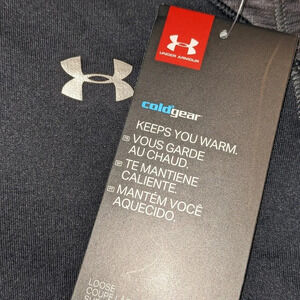 UNDER ARMOUR
coldgear
KEEPS YOU WARM.
VOUS GARDE
AU CHAUD.
TE MANTIENE
CALIENTE.
MANTÉM VOCÊ
AQUECIDO.
LOOSE